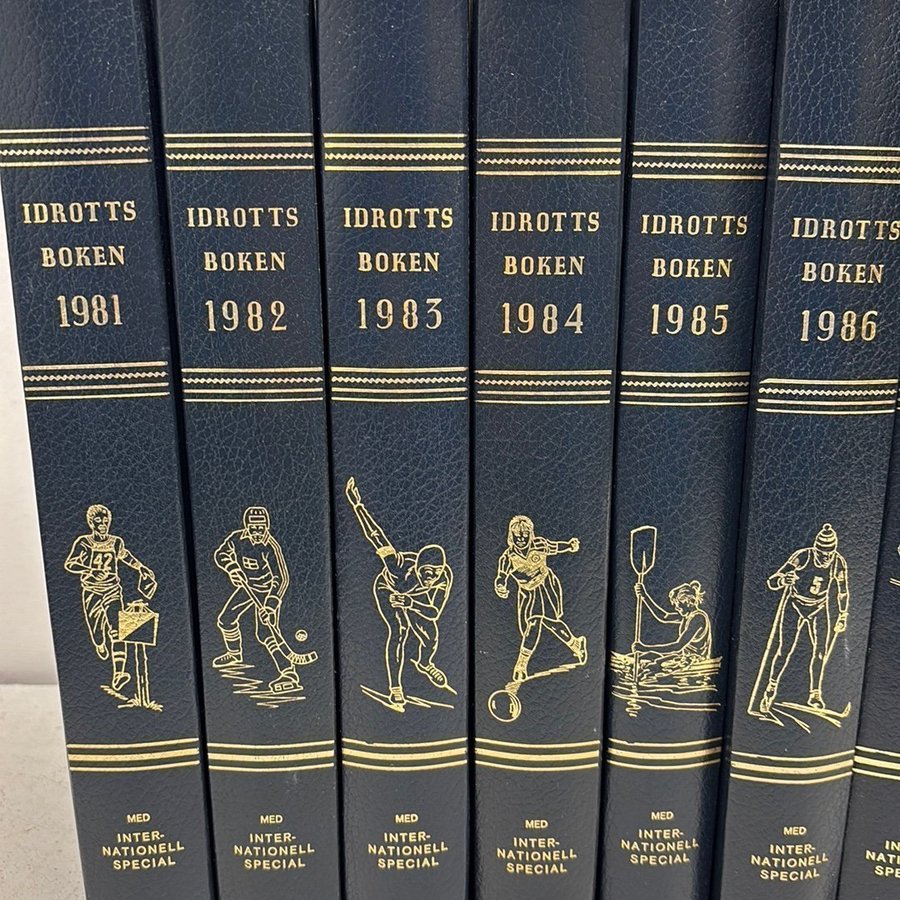 IDROTTS
BOKEN
1981
42
MED
INTER-
NATIONELL
SPECIAL
IDROTTS
BOKEN
1982
MED
INTER-
NATIONELL
SPECIAL
IDROTTS
BOKEN
1983
MED
INTER-
NATIONELL
SPECIAL
IDROTTS
BOKEN
1984
MED
INTER-
NATIONELL
SPECIAL
IDROTTS
BOKEN
1985
MED
INTER-
NATIONELL
SPECIAL
IDROTTS
BOKEN
1986
5
MED
INTER-
NATIONELL
SPECIAL